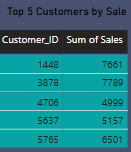 Top 5 Customers by Sale
Customer_ID Sum of Sales
1448 7661
3878 7789
4706 4999
5637 5157
5765 6501